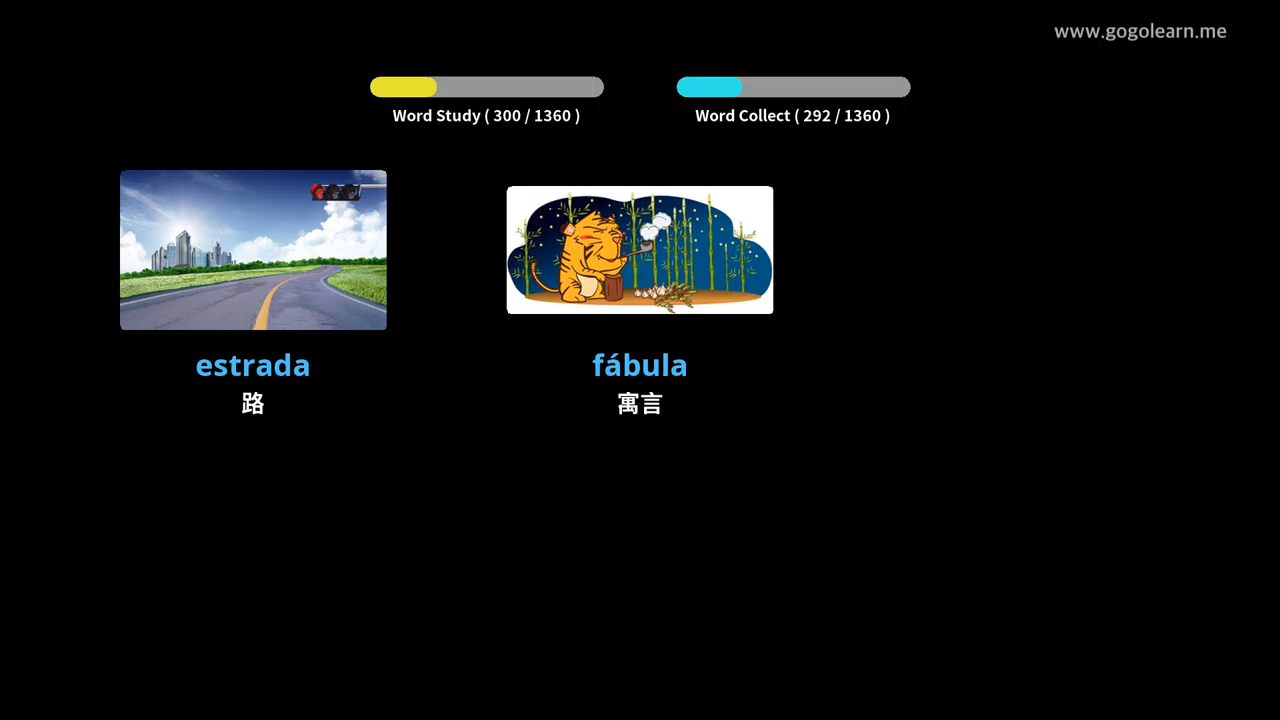 www.gogolearn.me
Word Study ( 300 / 1360 )
Word Collect ( 292 / 1360 )
estrada
路
fábula
寓言